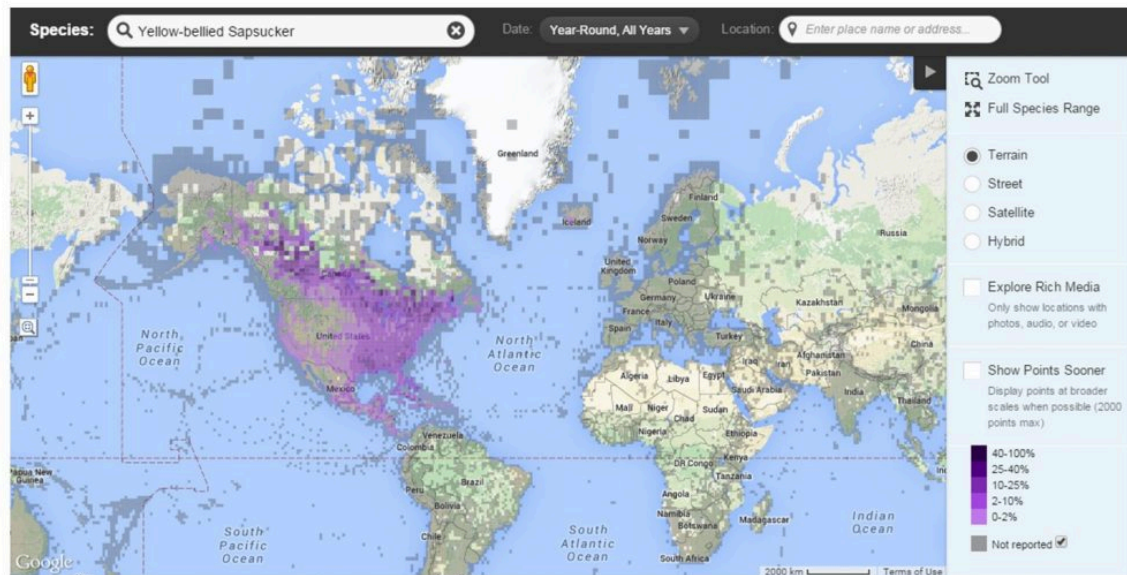 Species: Yellow-bellied Sapsucker Date: Year-Round, All Years Location: Enter place name or address...
Zoom Tool
Full Species Range
Terrain
Street
Satellite
Hybrid
Explore Rich Media
Only show locations with
photos, audio, or video
Show Points Sooner
Display points at broader
scales when possible (2000
points max)
40-100%
25-40%
10-25%
2-10%
0-2%
Not reported
Greenland
Iceland
Finland
Sweden
Norway
Russia
United
Kingdom
Poland
Germany
Ukraine
France
Kazakhstan
Mongolia
Spain
Italy
Turkey
North
Pacific
Ocean
United States
North
Atlantic
Ocean
China
Afghanistan
Iraq
Iran
Pakistan
Algeria
Libya
Egypt
Saudi Arabia
India
Mexico
Mali
Niger
Chad
Sudan
Thailand
Nigeria
Ethiopia
Venezuela
Colombia
DR Congo
Kenya
Tanzania
Papua New
Guinea
Peru
Brazil
Bolivia
Angola
Namibia
Botswana
Madagascar
Indian
Ocean
South
Pacific
Ocean
Chile
South
Atlantic
Ocean
South Africa
Google
2000 km
Terms of Use